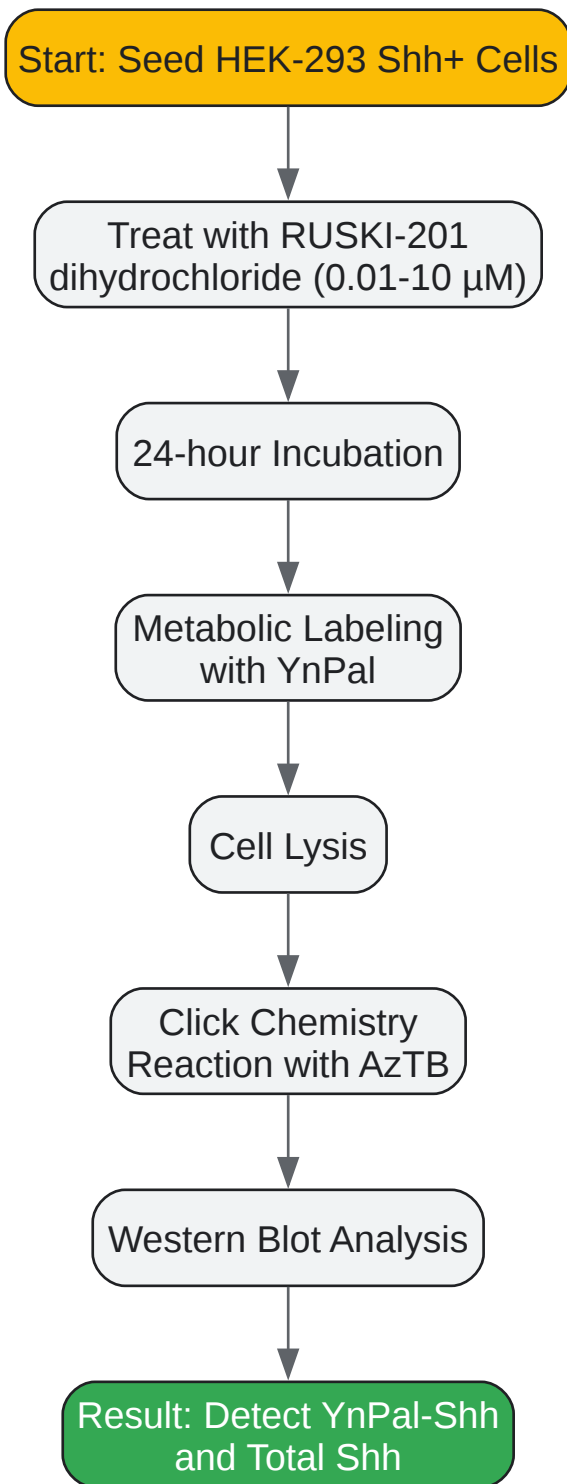 Start: Seed HEK-293 Shh+ Cells
Treat with RUSKI-201
dihydrochloride (0.01-10 µM)
24-hour Incubation
Metabolic Labeling
with YnPal
Cell Lysis
Click Chemistry
Reaction with AzTB
Western Blot Analysis
Result: Detect YnPal-Shh
and Total Shh